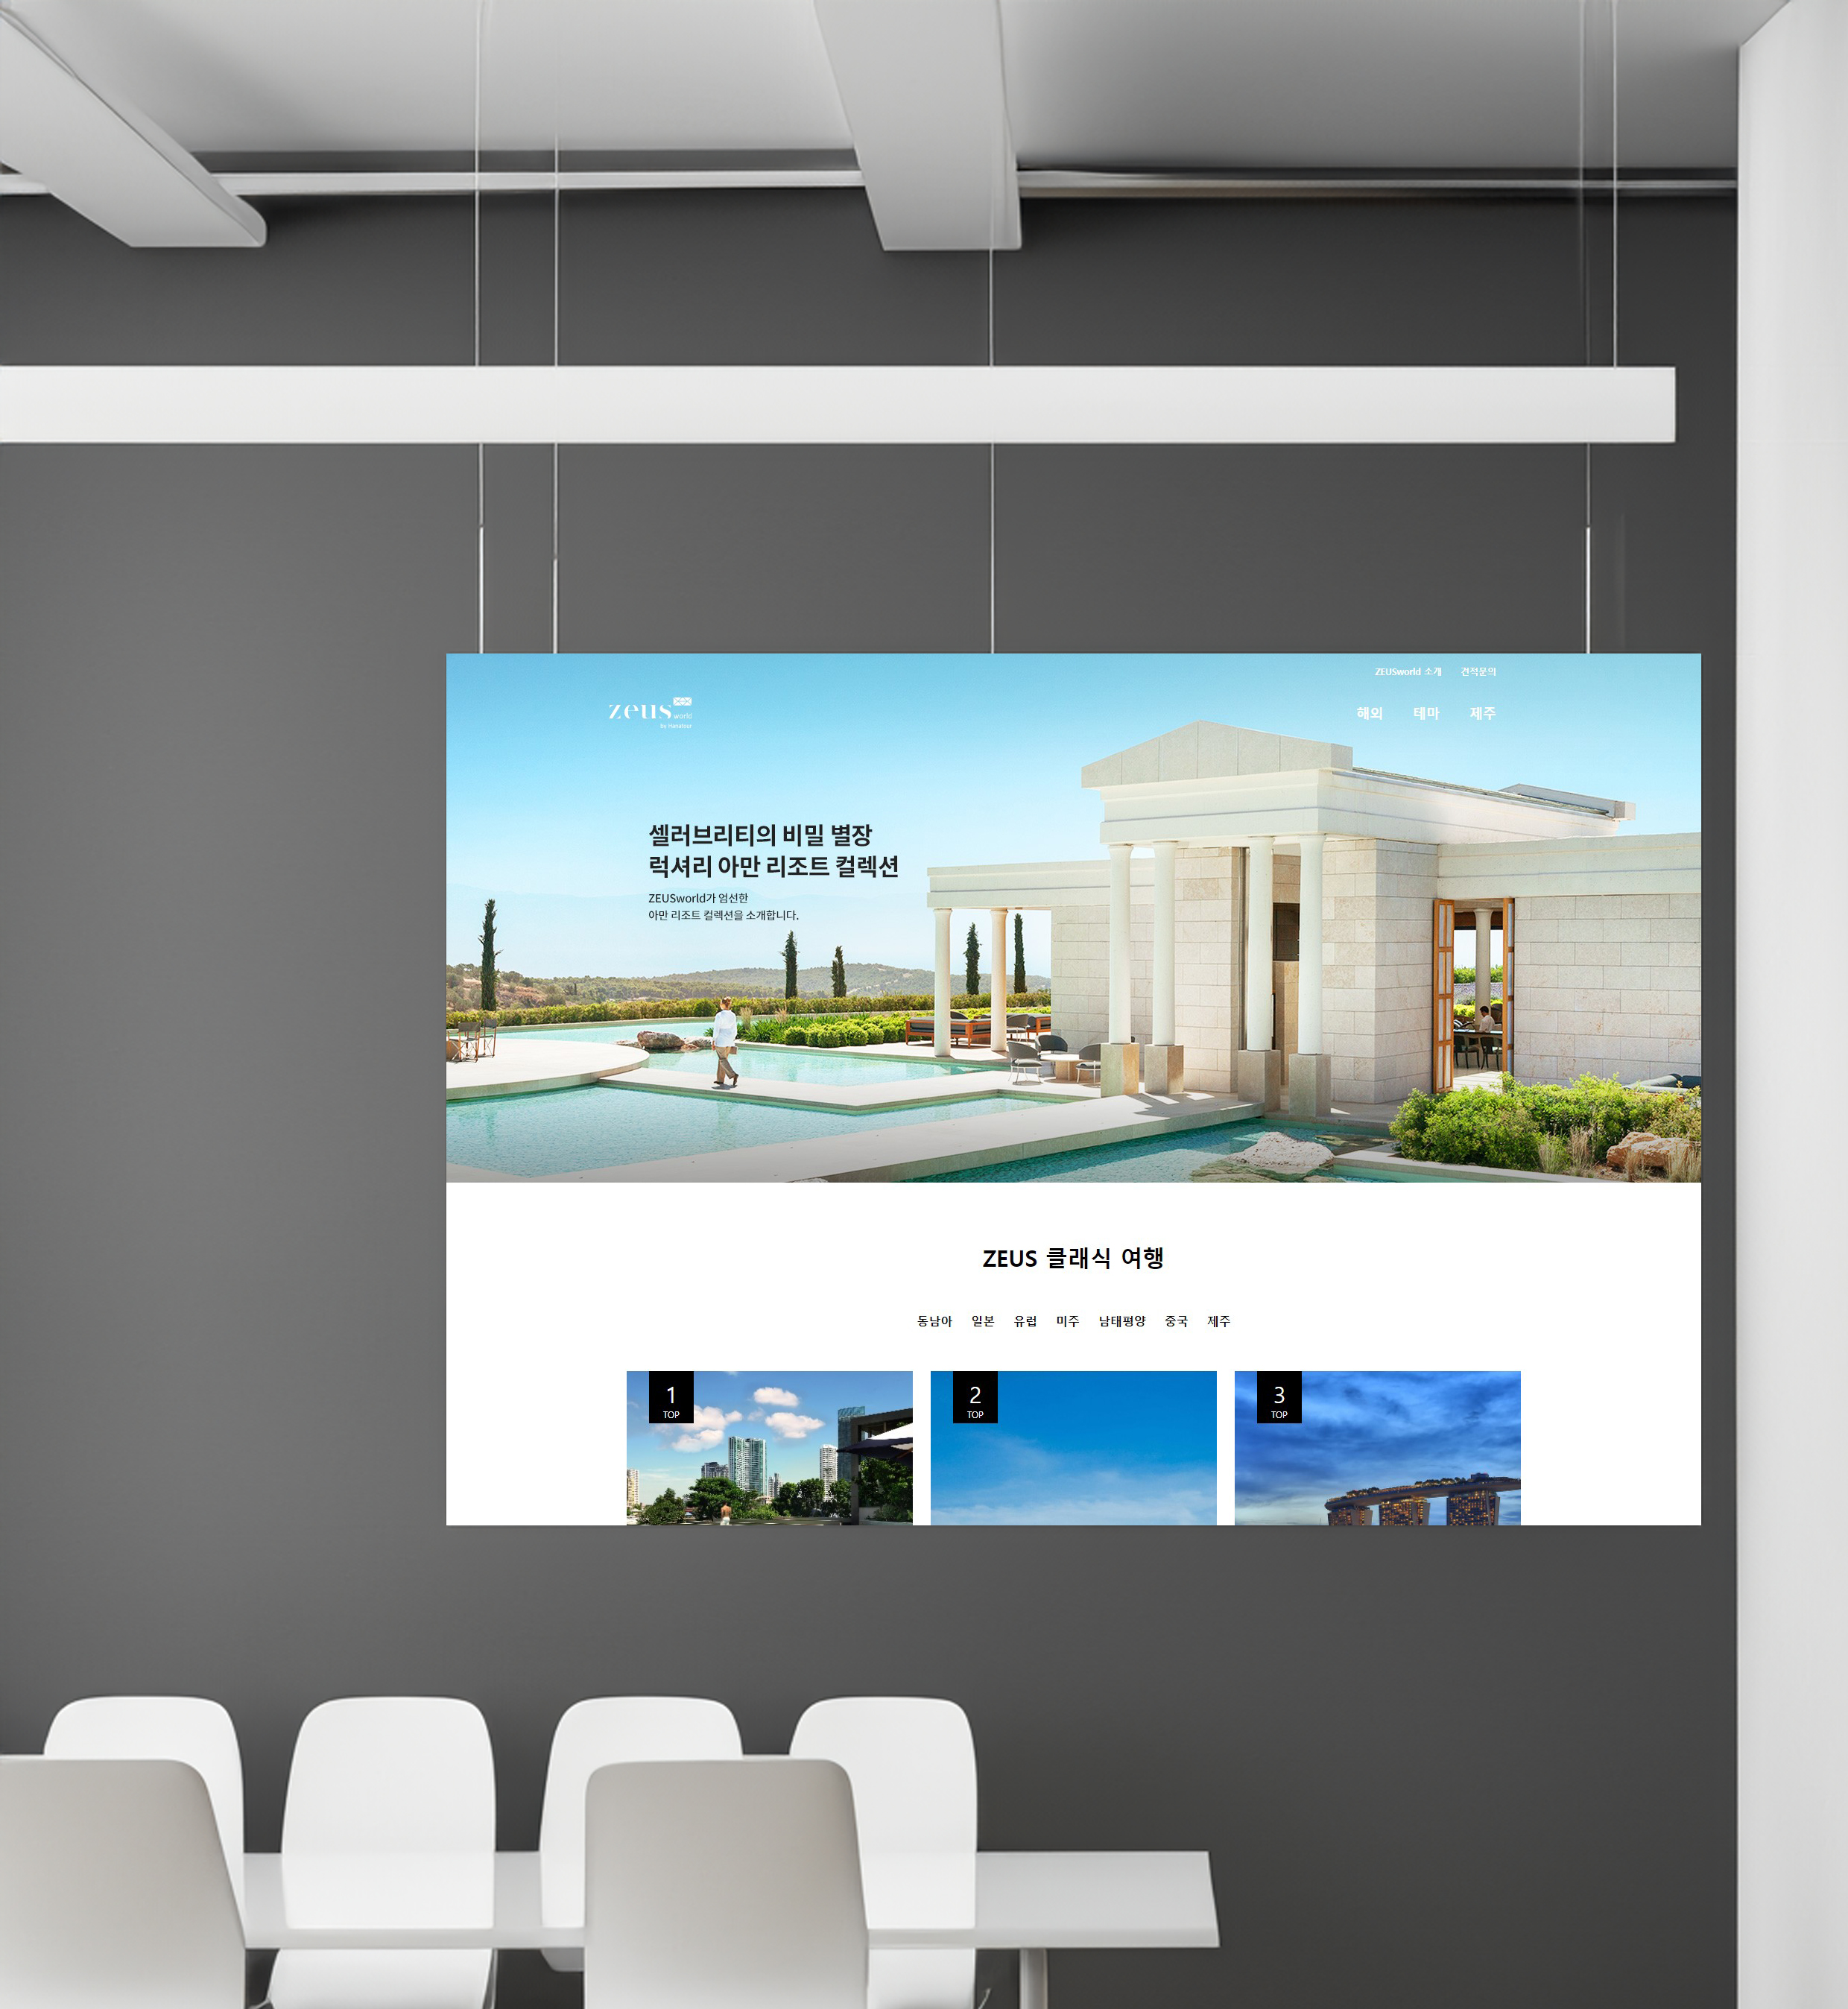 ZEUSworld 소개 견적문의
zeus world
by Hanatour
해외 테마 제주
셀러브리티의 비밀 별장
럭셔리 아만 리조트 컬렉션
ZEUSworld가 엄선한
아만 리조트 컬렉션을 소개합니다.
ZEUS 클래식 여행
동남아 일본 유럽 미주 남태평양 중국 제주
1
TOP
2
TOP
3
TOP